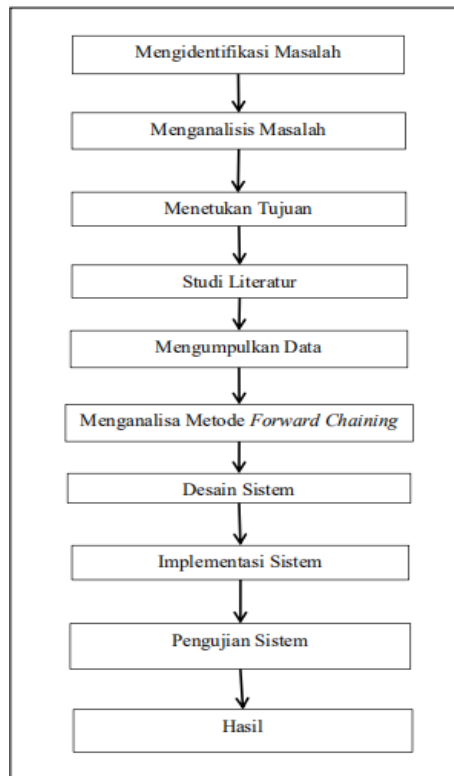 Mengidentifikasi Masalah
Menganalisis Masalah
Menetukan Tujuan
Studi Literatur
Mengumpulkan Data
Menganalisa Metode Forward Chaining
Desain Sistem
Implementasi Sistem
Pengujian Sistem
Hasil